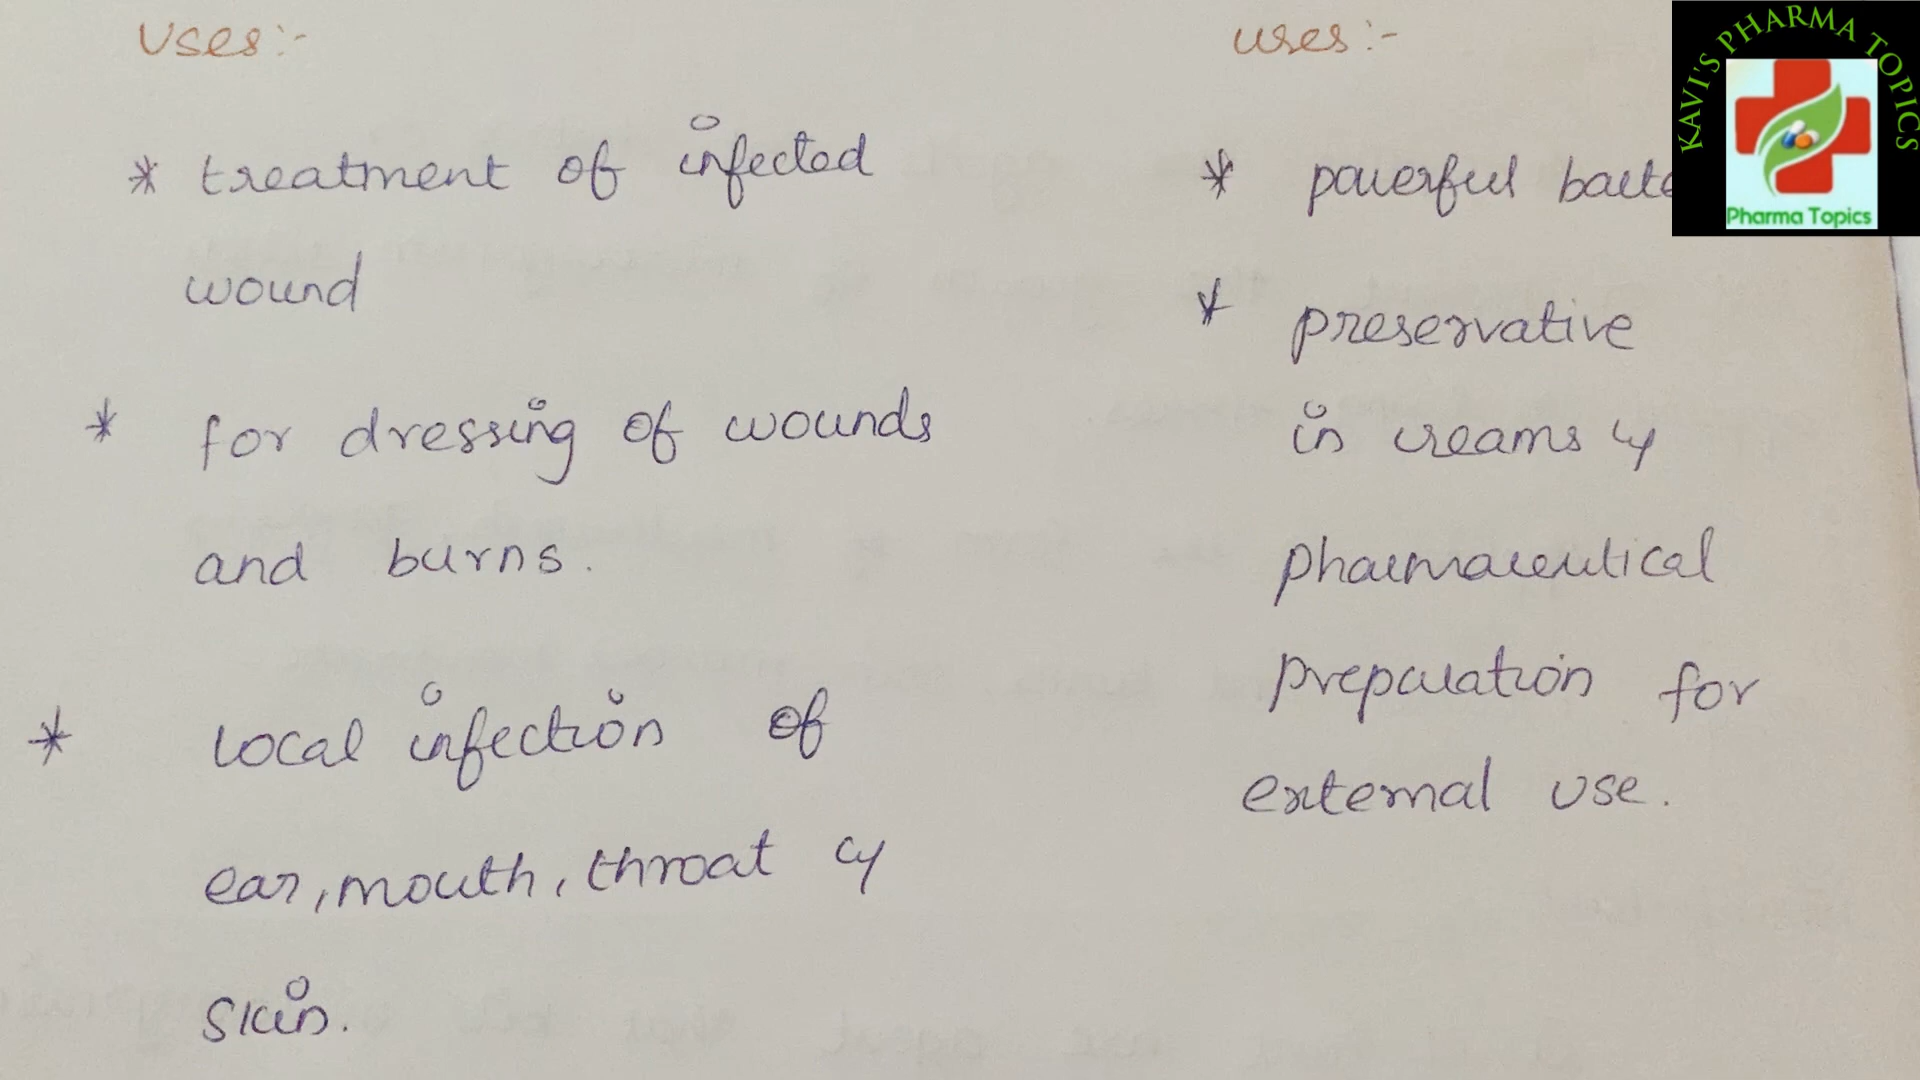 Uses:-
* treatment of infected
wound
* for dressing of wounds
and burns.
* local infection of
ear, mouth, throat &
skin.
uses:-
* powerful
* preservative
in creams &
pharmaceutical
preparation for
external use.
KAVI'S PHARMA TOPICS
Pharma Topics